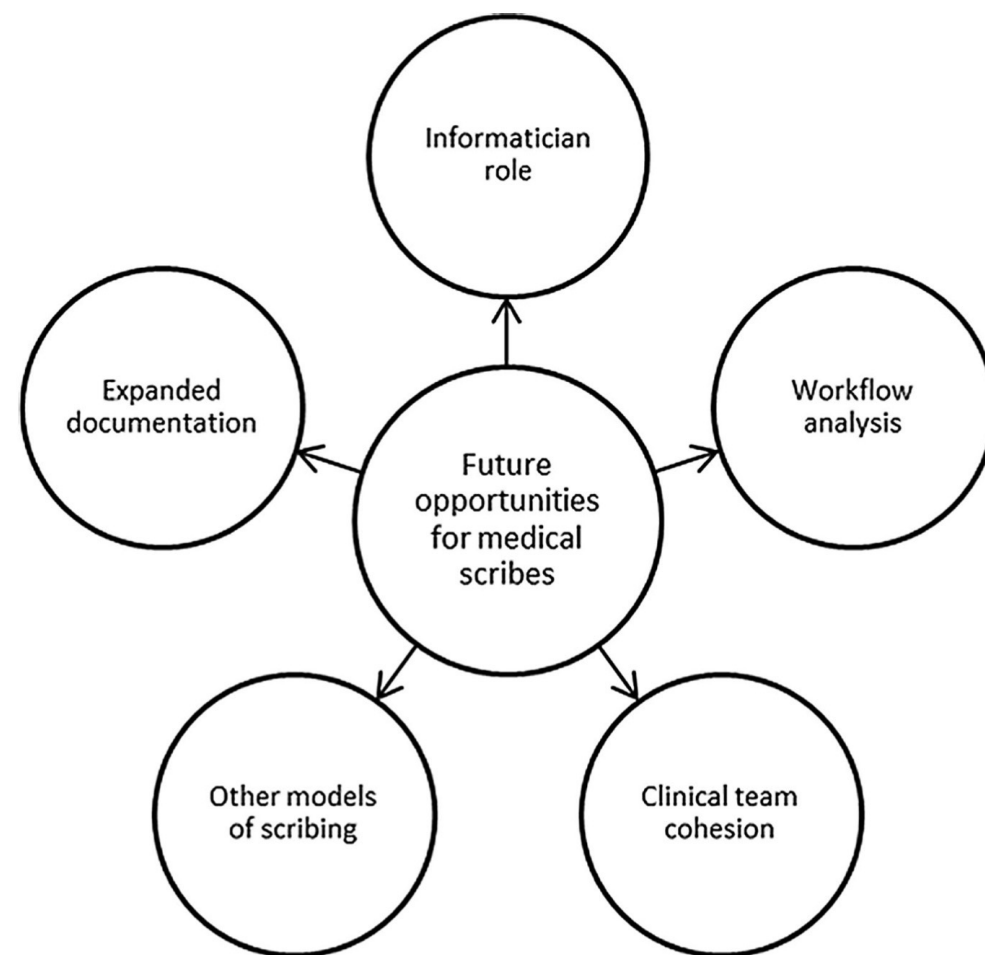 Informatician
role
Expanded
documentation
Workflow
analysis
Future
opportunities
for medical
scribes
Other models
of scribing
Clinical team
cohesion